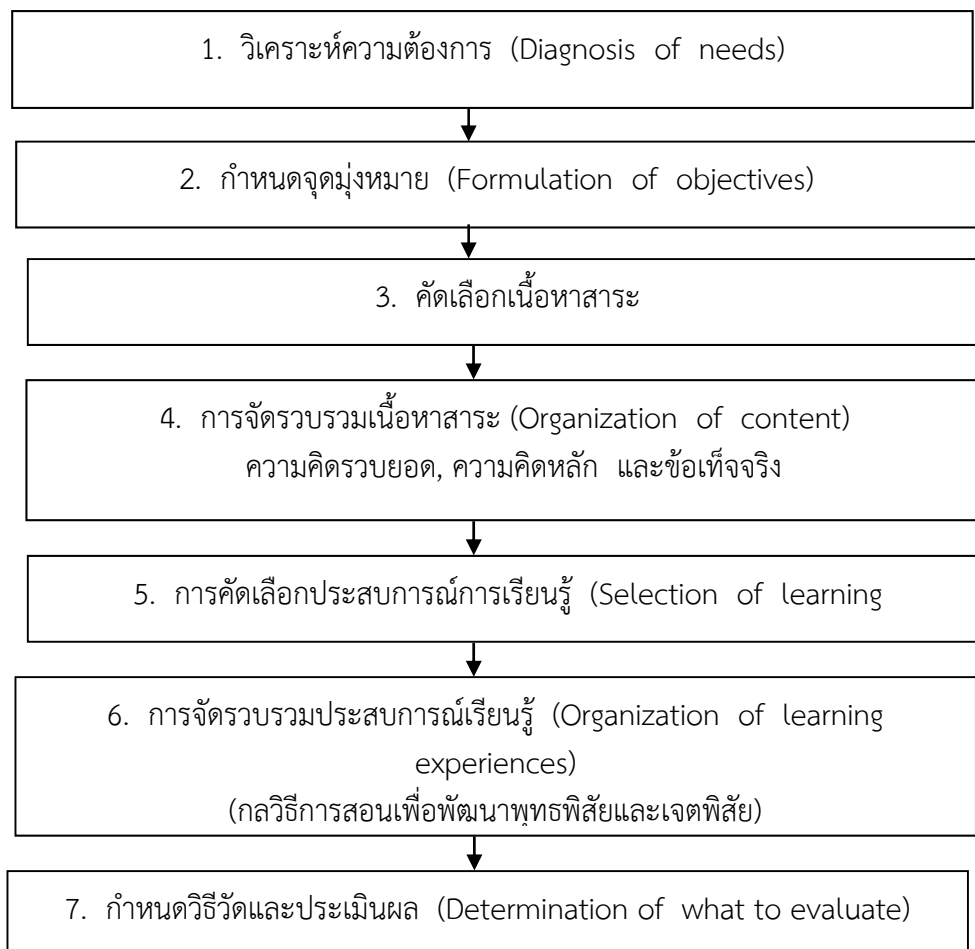 1. วิเคราะห์ความต้องการ (Diagnosis of needs)
2. กำหนดจุดมุ่งหมาย (Formulation of objectives)
3. คัดเลือกเนื้อหาสาระ
4. การจัดรวบรวมเนื้อหาสาระ (Organization of content)
ความคิดรวบยอด, ความคิดหลัก และข้อเท็จจริง
5. การคัดเลือกประสบการณ์การเรียนรู้ (Selection of learning
6. การจัดรวบรวมประสบการณ์เรียนรู้ (Organization of learning
experiences)
(กลวิธีการสอนเพื่อพัฒนาพุทธพิสัยและเจตพิสัย)
7. กำหนดวิธีวัดและประเมินผล (Determination of what to evaluate)